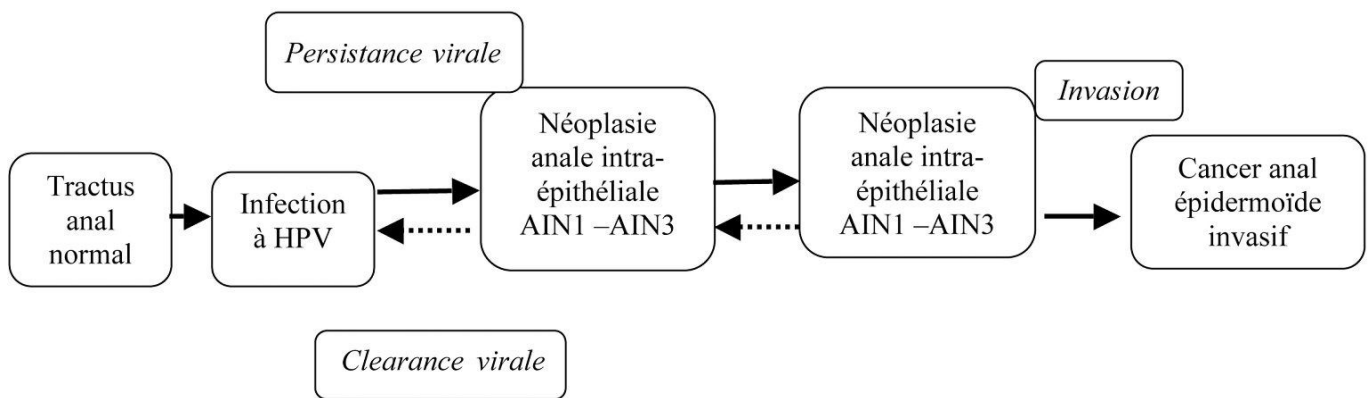 Persistance virale
Invasion
Tractus
anal
normal
Infection
à HPV
Néoplasie
anale intra-
épithéliale
AIN1 –AIN3
Néoplasie
anale intra-
épithéliale
AIN1 –AIN3
Cancer anal
épidermoïde
invasif
Clearance virale